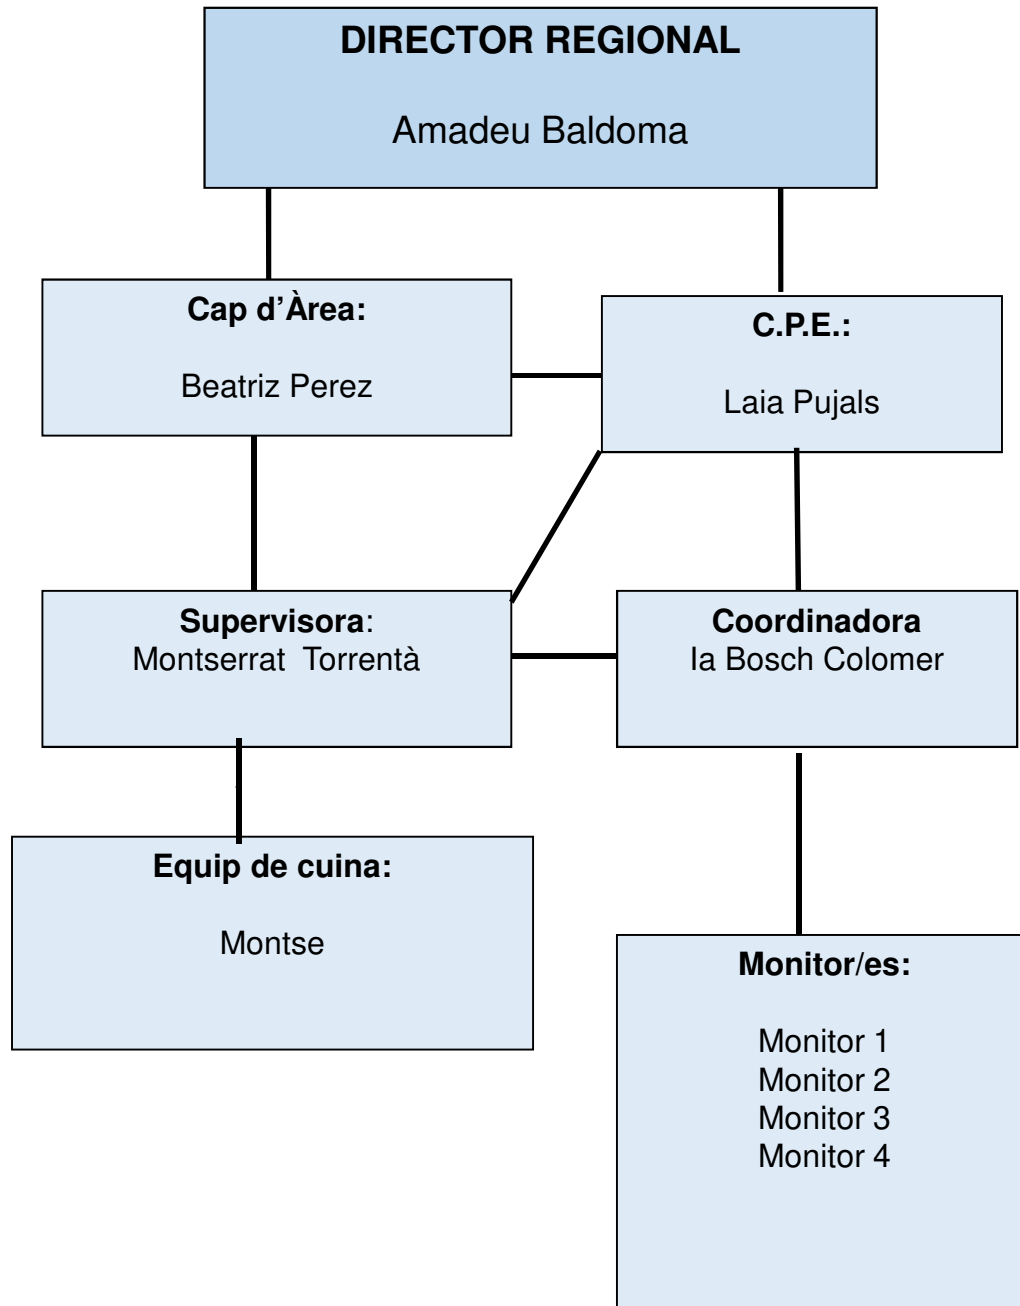 DIRECTOR REGIONAL
Amadeu Baldoma
Cap d'Àrea:
Beatriz Perez
C.P.E.:
Laia Pujals
Supervisora:
Montserrat Torrentà
Coordinadora
Ia Bosch Colomer
Equip de cuina:
Montse
Monitor/es:
Monitor 1
Monitor 2
Monitor 3
Monitor 4